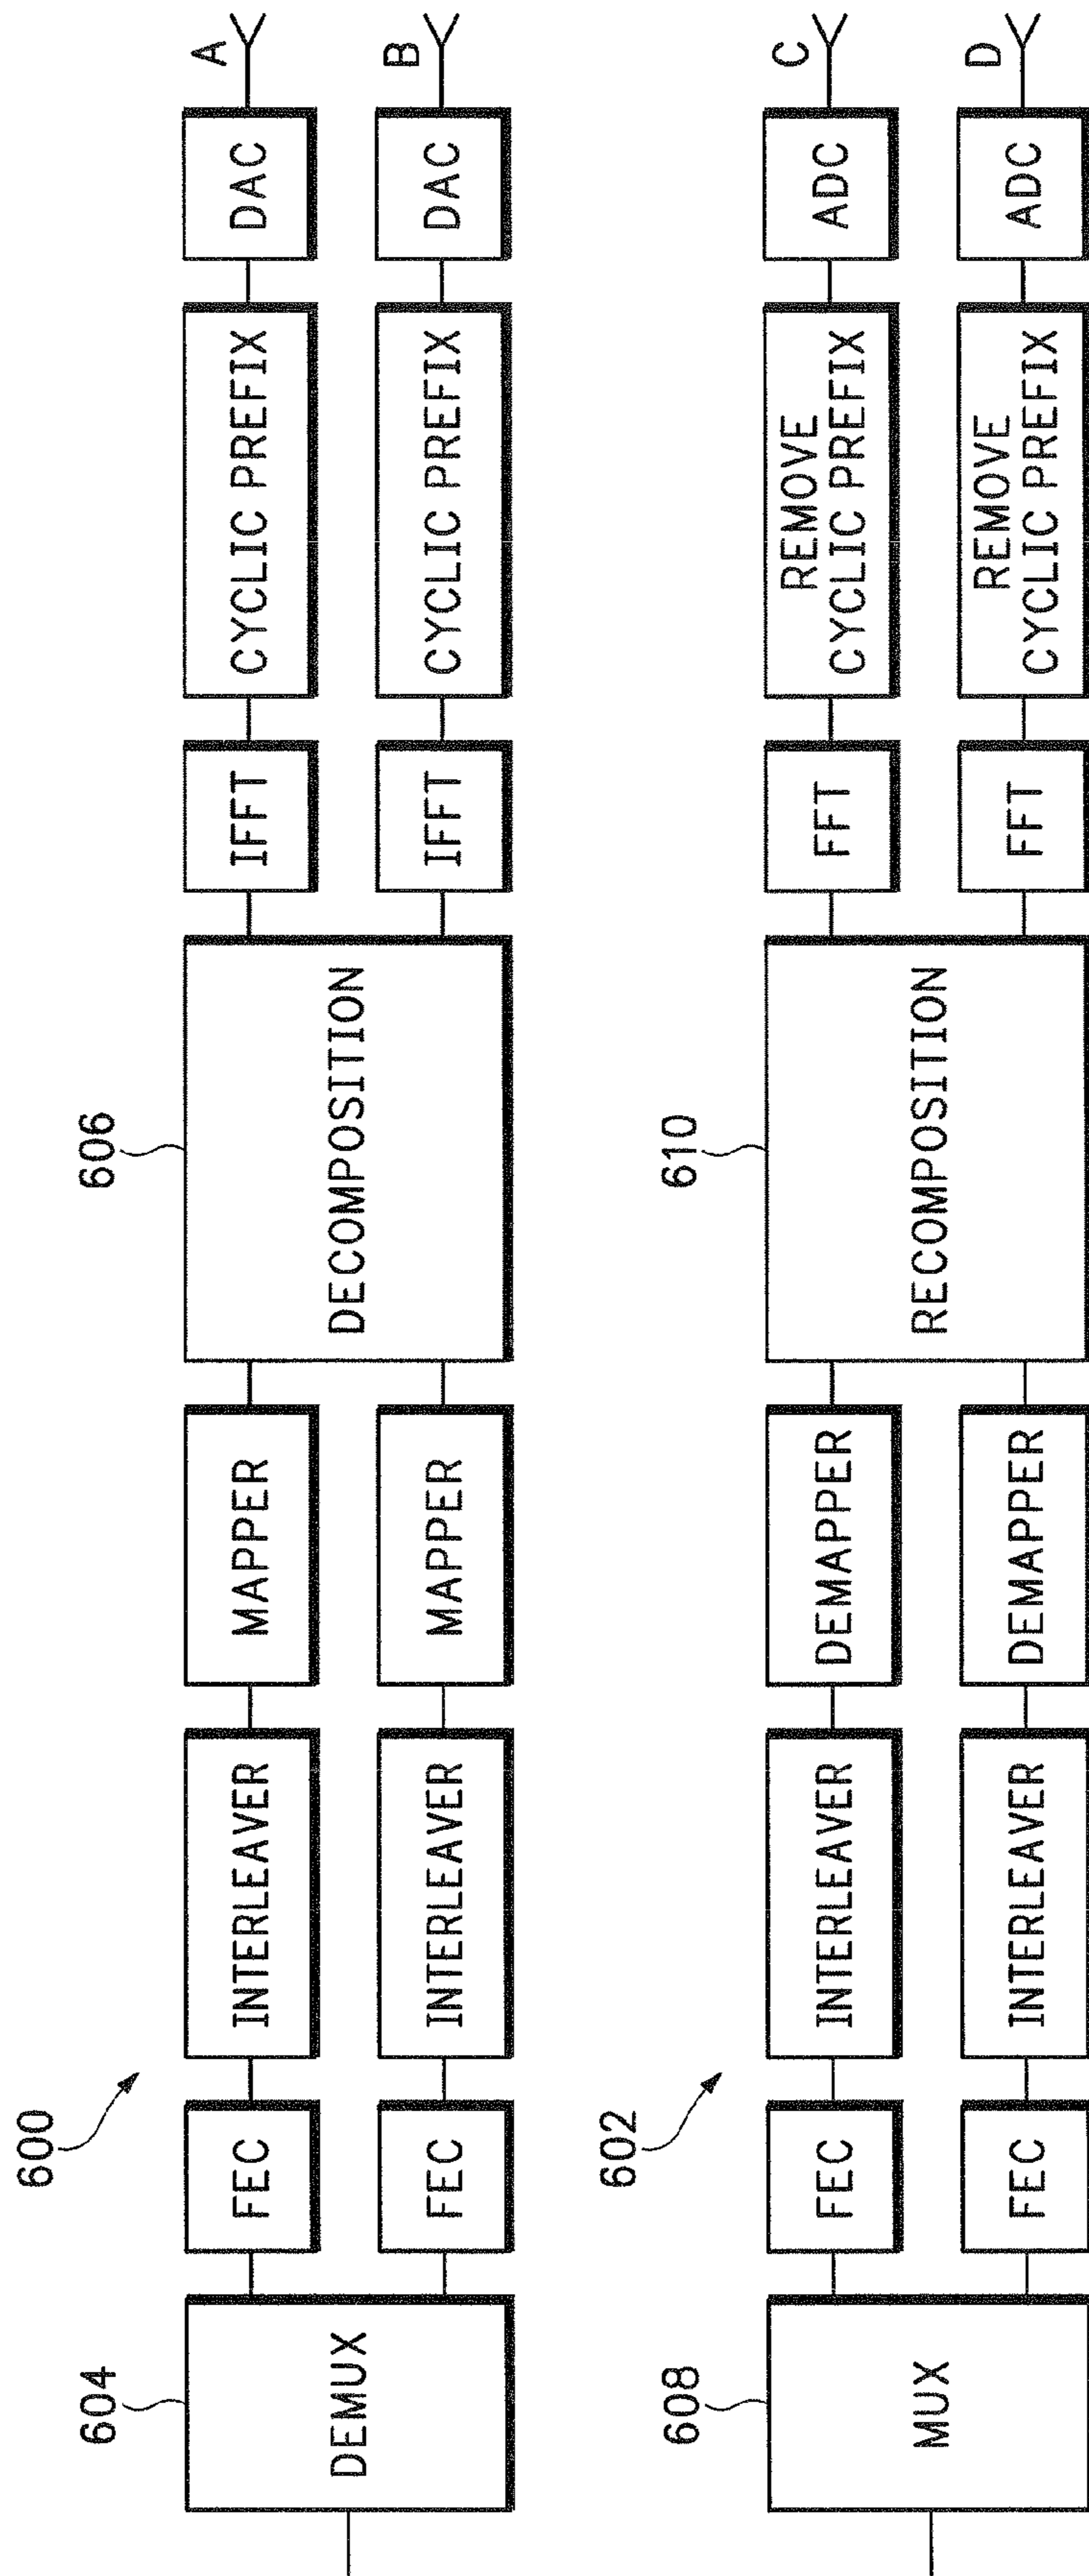 600
604
DEMUX
FEC
INTERLEAVER
MAPPER
606
DECOMPOSITION
IFFT
CYCLIC PREFIX
DAC
A
FEC
INTERLEAVER
MAPPER
IFFT
CYCLIC PREFIX
DAC
B
602
608
MUX
FEC
INTERLEAVER
DEMAPPER
610
RECOMPOSITION
FFT
REMOVE
CYCLIC PREFIX
ADC
C
FEC
INTERLEAVER
DEMAPPER
FFT
REMOVE
CYCLIC PREFIX
ADC
D